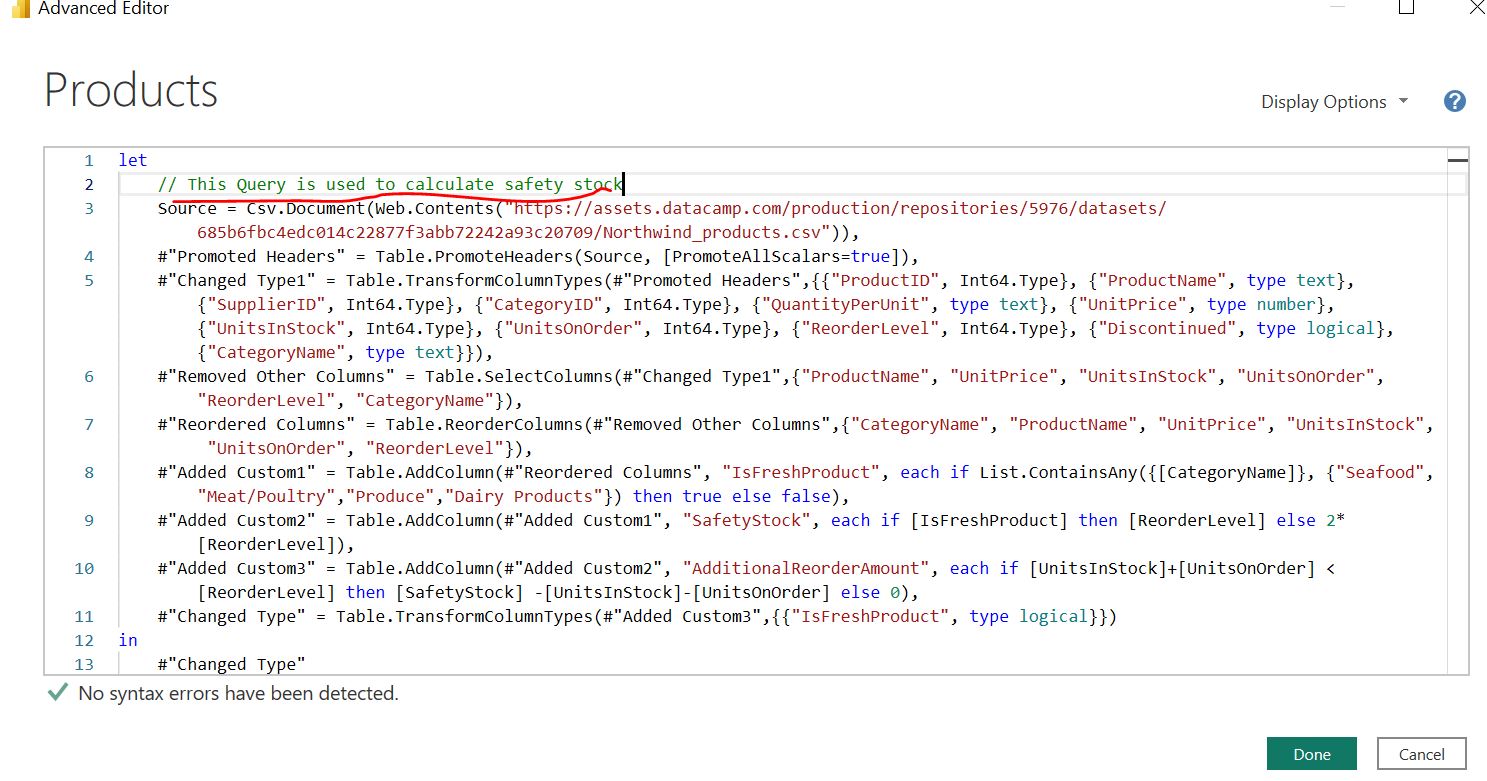 Advanced Editor
Products
Display Options
?
1 let
2 // This Query is used to calculate safety stock
3 Source = Csv.Document(Web.Contents("https://assets.datacamp.com/production/repositories/5976/datasets/
685b6fbc4edc014c22877f3abb72242a93c20709/Northwind_products.csv")),
4 #"Promoted Headers" = Table.PromoteHeaders(Source, [PromoteAllScalars=true]),
5 #"Changed Type1" = Table.TransformColumnTypes(#"Promoted Headers",{{"ProductID", Int64.Type}, {"ProductName", type text},
{"SupplierID", Int64.Type}, {"CategoryID", Int64.Type}, {"QuantityPerUnit", type text}, {"UnitPrice", type number},
{"UnitsInStock", Int64.Type}, {"UnitsOnOrder", Int64.Type}, {"ReorderLevel", Int64.Type}, {"Discontinued", type logical},
{"CategoryName", type text}}),
6 #"Removed Other Columns" = Table.SelectColumns(#"Changed Type1",{"ProductName", "UnitPrice", "UnitsInStock", "UnitsOnOrder",
"ReorderLevel", "CategoryName"}),
7 #"Reordered Columns" = Table.ReorderColumns(#"Removed Other Columns",{"CategoryName", "ProductName", "UnitPrice", "UnitsInStock",
"UnitsOnOrder", "ReorderLevel"}),
8 #"Added Custom1" = Table.AddColumn(#"Reordered Columns", "IsFreshProduct", each if List.ContainsAny({[CategoryName]}, {"Seafood",
"Meat/Poultry","Produce","Dairy Products"}) then true else false),
9 #"Added Custom2" = Table.AddColumn(#"Added Custom1", "SafetyStock", each if [IsFreshProduct] then [ReorderLevel] else 2*
[ReorderLevel]),
10 #"Added Custom3" = Table.AddColumn(#"Added Custom2", "AdditionalReorderAmount", each if [UnitsInStock]+[UnitsOnOrder] <
[ReorderLevel] then [SafetyStock] -[UnitsInStock]-[UnitsOnOrder] else 0),
11 #"Changed Type" = Table.TransformColumnTypes(#"Added Custom3",{{"IsFreshProduct", type logical}})
12 in
13 #"Changed Type"
No syntax errors have been detected.
Done
Cancel